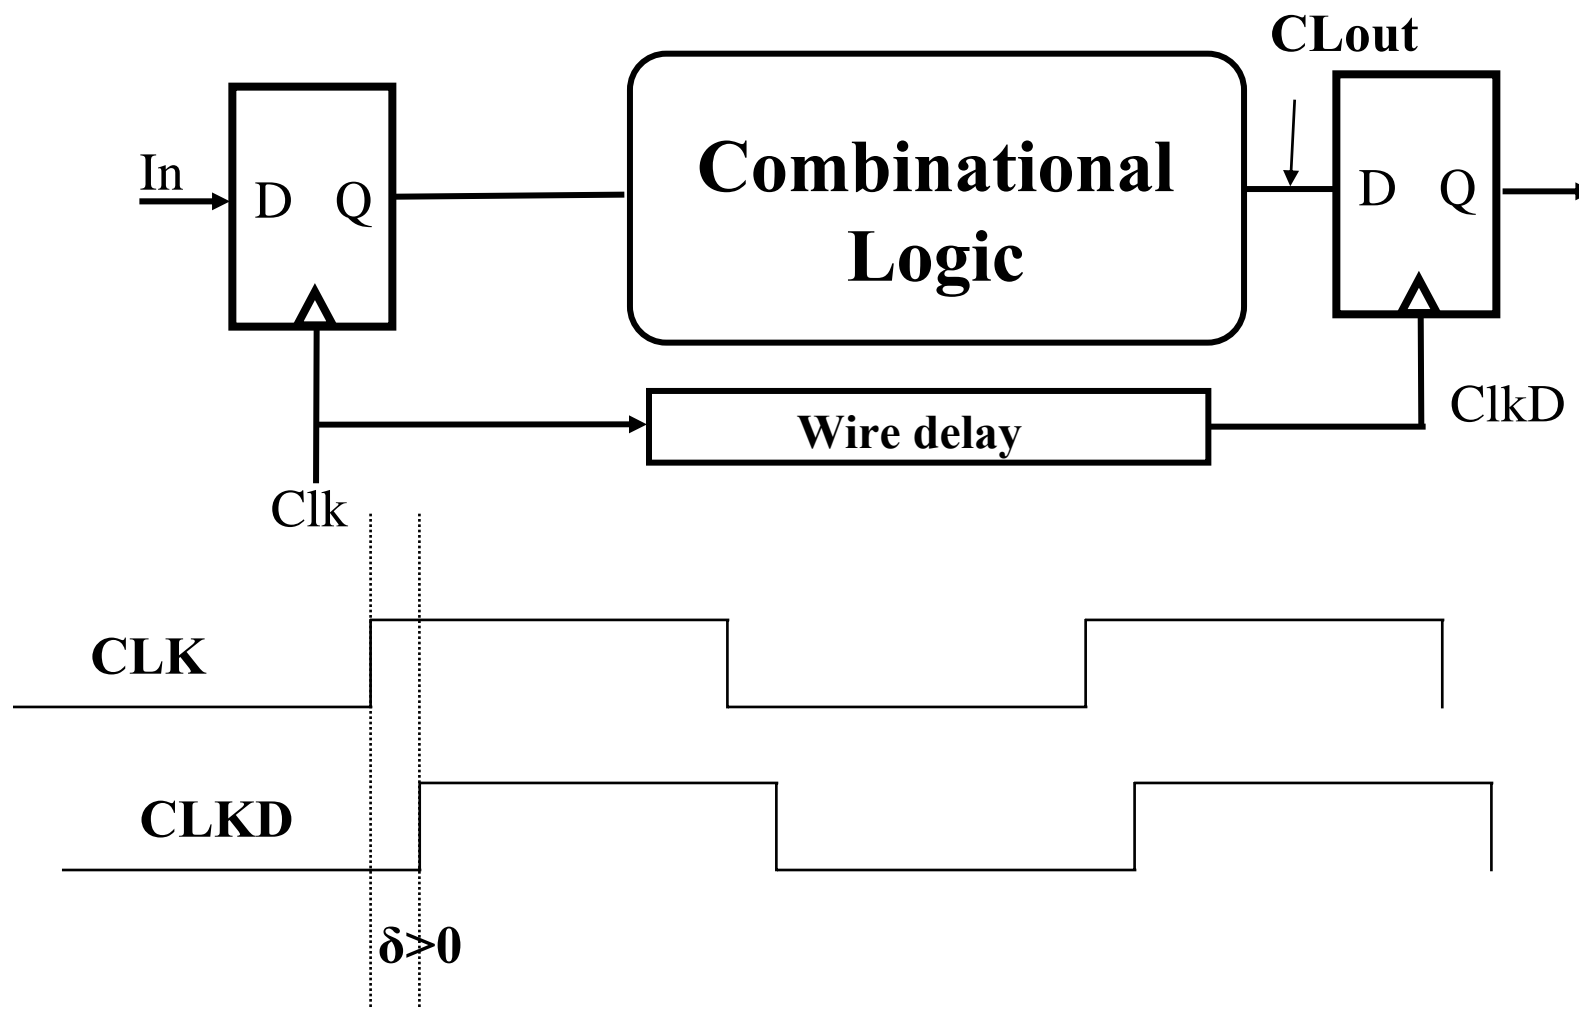 CLout
Combinational
Logic
In
D Q
D Q
Wire delay
ClkD
Clk
CLK
CLKD
δ>0